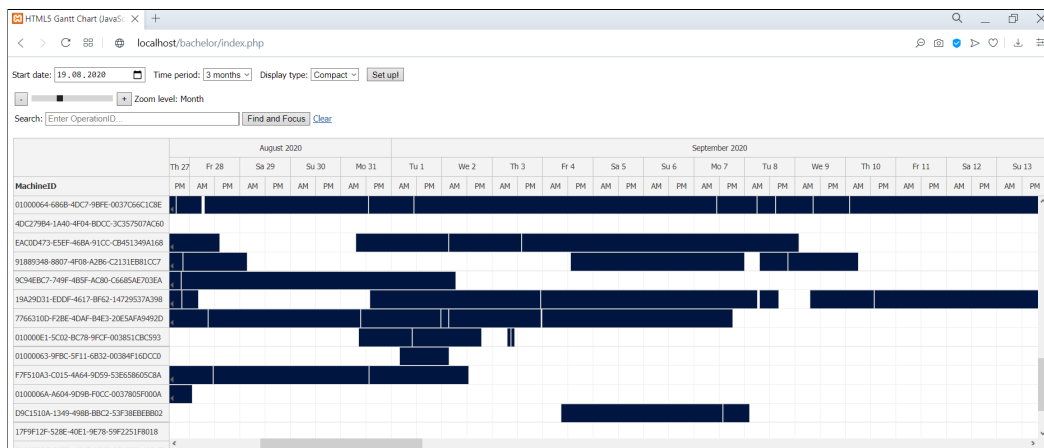 HTML5 Gantt Chart (JavaSc
localhost/bachelor/index.php
Start date: 19.08.2020 Time period: 3 months Display type: Compact Set up!
- + Zoom level: Month
Search: Enter OperationID... Find and Focus Clear
August 2020 September 2020
Th 27 Fr 28 Sa 29 Su 30 Mo 31 Tu 1 We 2 Th 3 Fr 4 Sa 5 Su 6 Mo 7 Tu 8 We 9 Th 10 Fr 11 Sa 12 Su 13
MachineID PM AM PM AM PM AM PM AM PM AM PM AM PM AM PM AM PM AM PM AM PM AM PM AM PM AM PM AM PM AM PM AM PM AM PM
01000064-686B-4DC7-9BFE-0037C66C1C8E
4DC279B4-1A40-4F04-BDCC-3C357507AC60
EAC0D473-E5EF-46BA-91CC-CB451349A168
91889348-8807-4F08-A2B6-C2131EB81CC7
9C94EBC7-749F-4B5F-AC80-C6685AE703EA
19A29D31-EDDF-4617-BF62-14729537A398
7766310D-F2BE-4DAF-B4E3-20E5AFA9492D
010000E1-5C02-BC78-9FCF-003851CBC593
01000063-9FBC-5F11-6B32-00384F16DCC0
F7F510A3-C015-4A64-9D59-53E658605C8A
0100006A-A604-9D9B-F0CC-0037805F000A
D9C1510A-1349-498B-BBC2-53F38EBEBB02
17F9F12F-528E-40E1-9E78-59F2251F8018